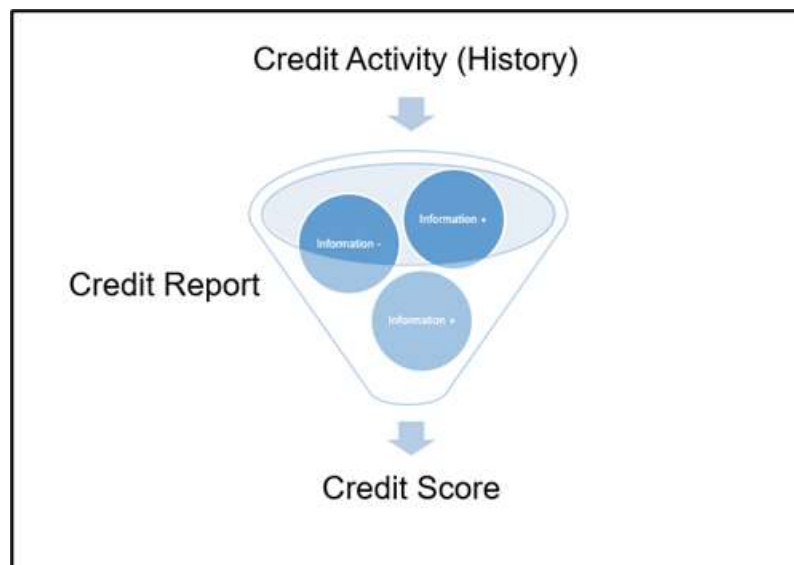 Credit Activity (History)
Information +
Information -
Credit Report
Information +
Credit Score